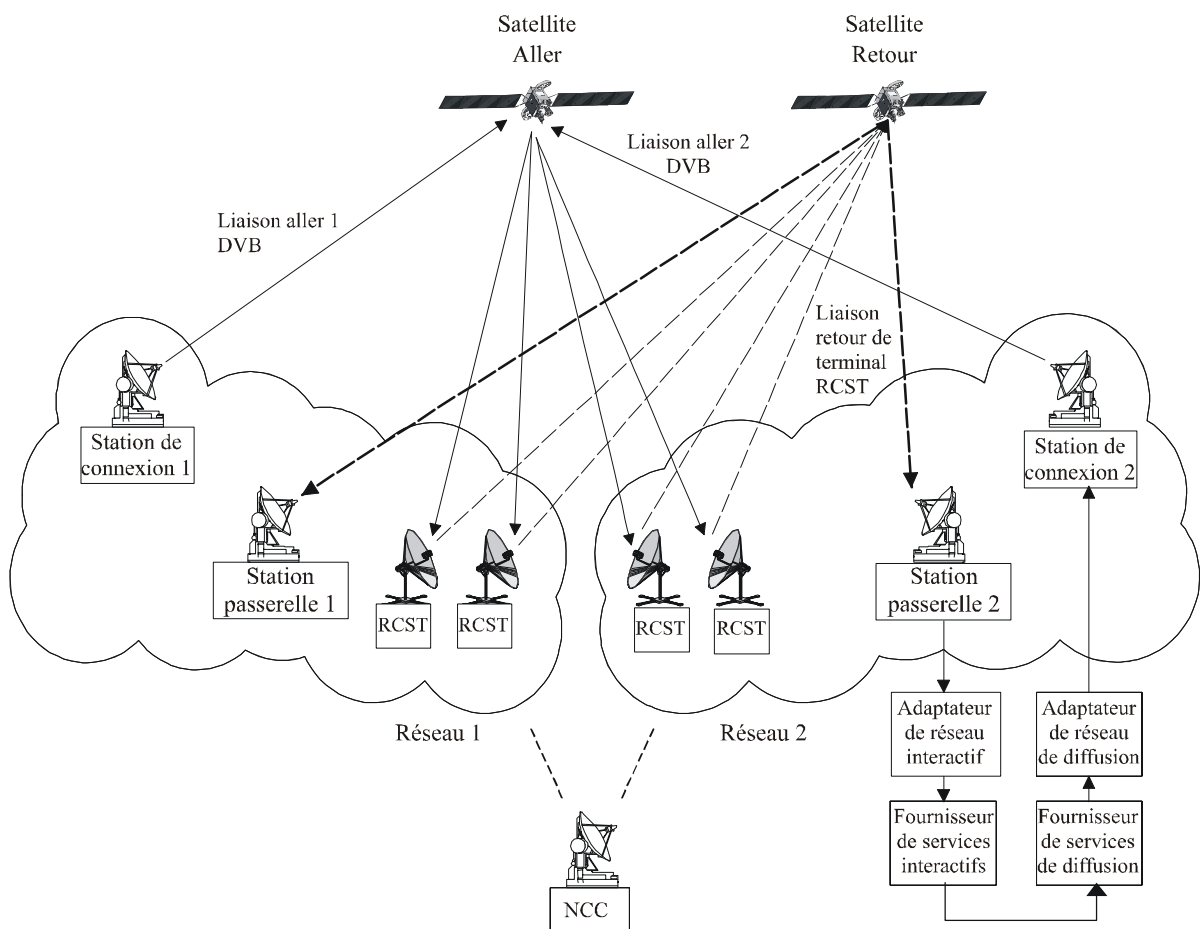 Satellite
Aller
Satellite
Retour
Liaison aller 2
DVB
Liaison aller 1
DVB
Liaison
retour de
terminal
RCST
Station de
connexion 1
Station de
connexion 2
Station
passerelle 1
RCST
RCST
RCST
RCST
Station
passerelle 2
Réseau 1
Réseau 2
Adaptateur
de réseau
interactif
Adaptateur
de réseau
de diffusion
Fournisseur
de services
interactifs
Fournisseur
de services
de diffusion
NCC